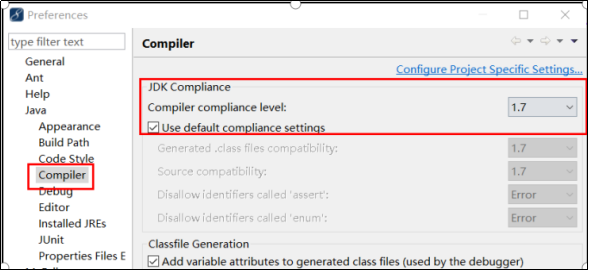 Preferences
type filter text
General
Ant
Help
Java
Appearance
Build Path
Code Style
Compiler
Debug
Editor
Installed JREs
JUnit
Properties Files E
Compiler
Configure Project Specific Settings...
JDK Compliance
Compiler compliance level:
1.7
Use default compliance settings
Generated .class files compatibility:
1.7
Source compatibility:
1.7
Disallow identifiers called 'assert':
Error
Disallow identifiers called 'enum':
Error
Classfile Generation
Add variable attributes to generated class files (used by the debugger)